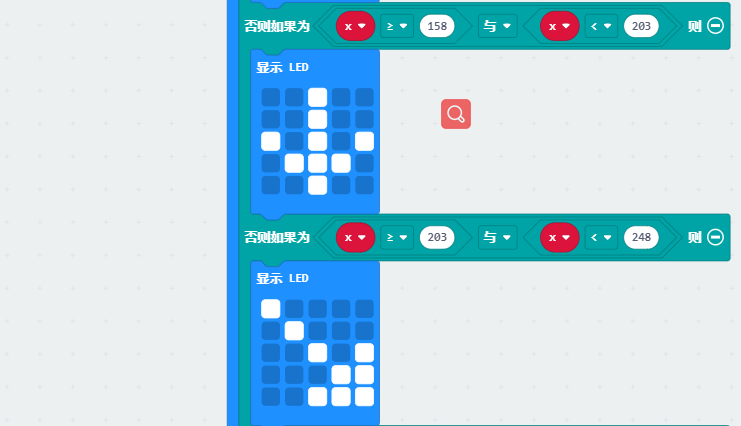 否则如果为 x ≥ 158 与 x < 203 则
显示 LED
否则如果为 x ≥ 203 与 x < 248 则
显示 LED